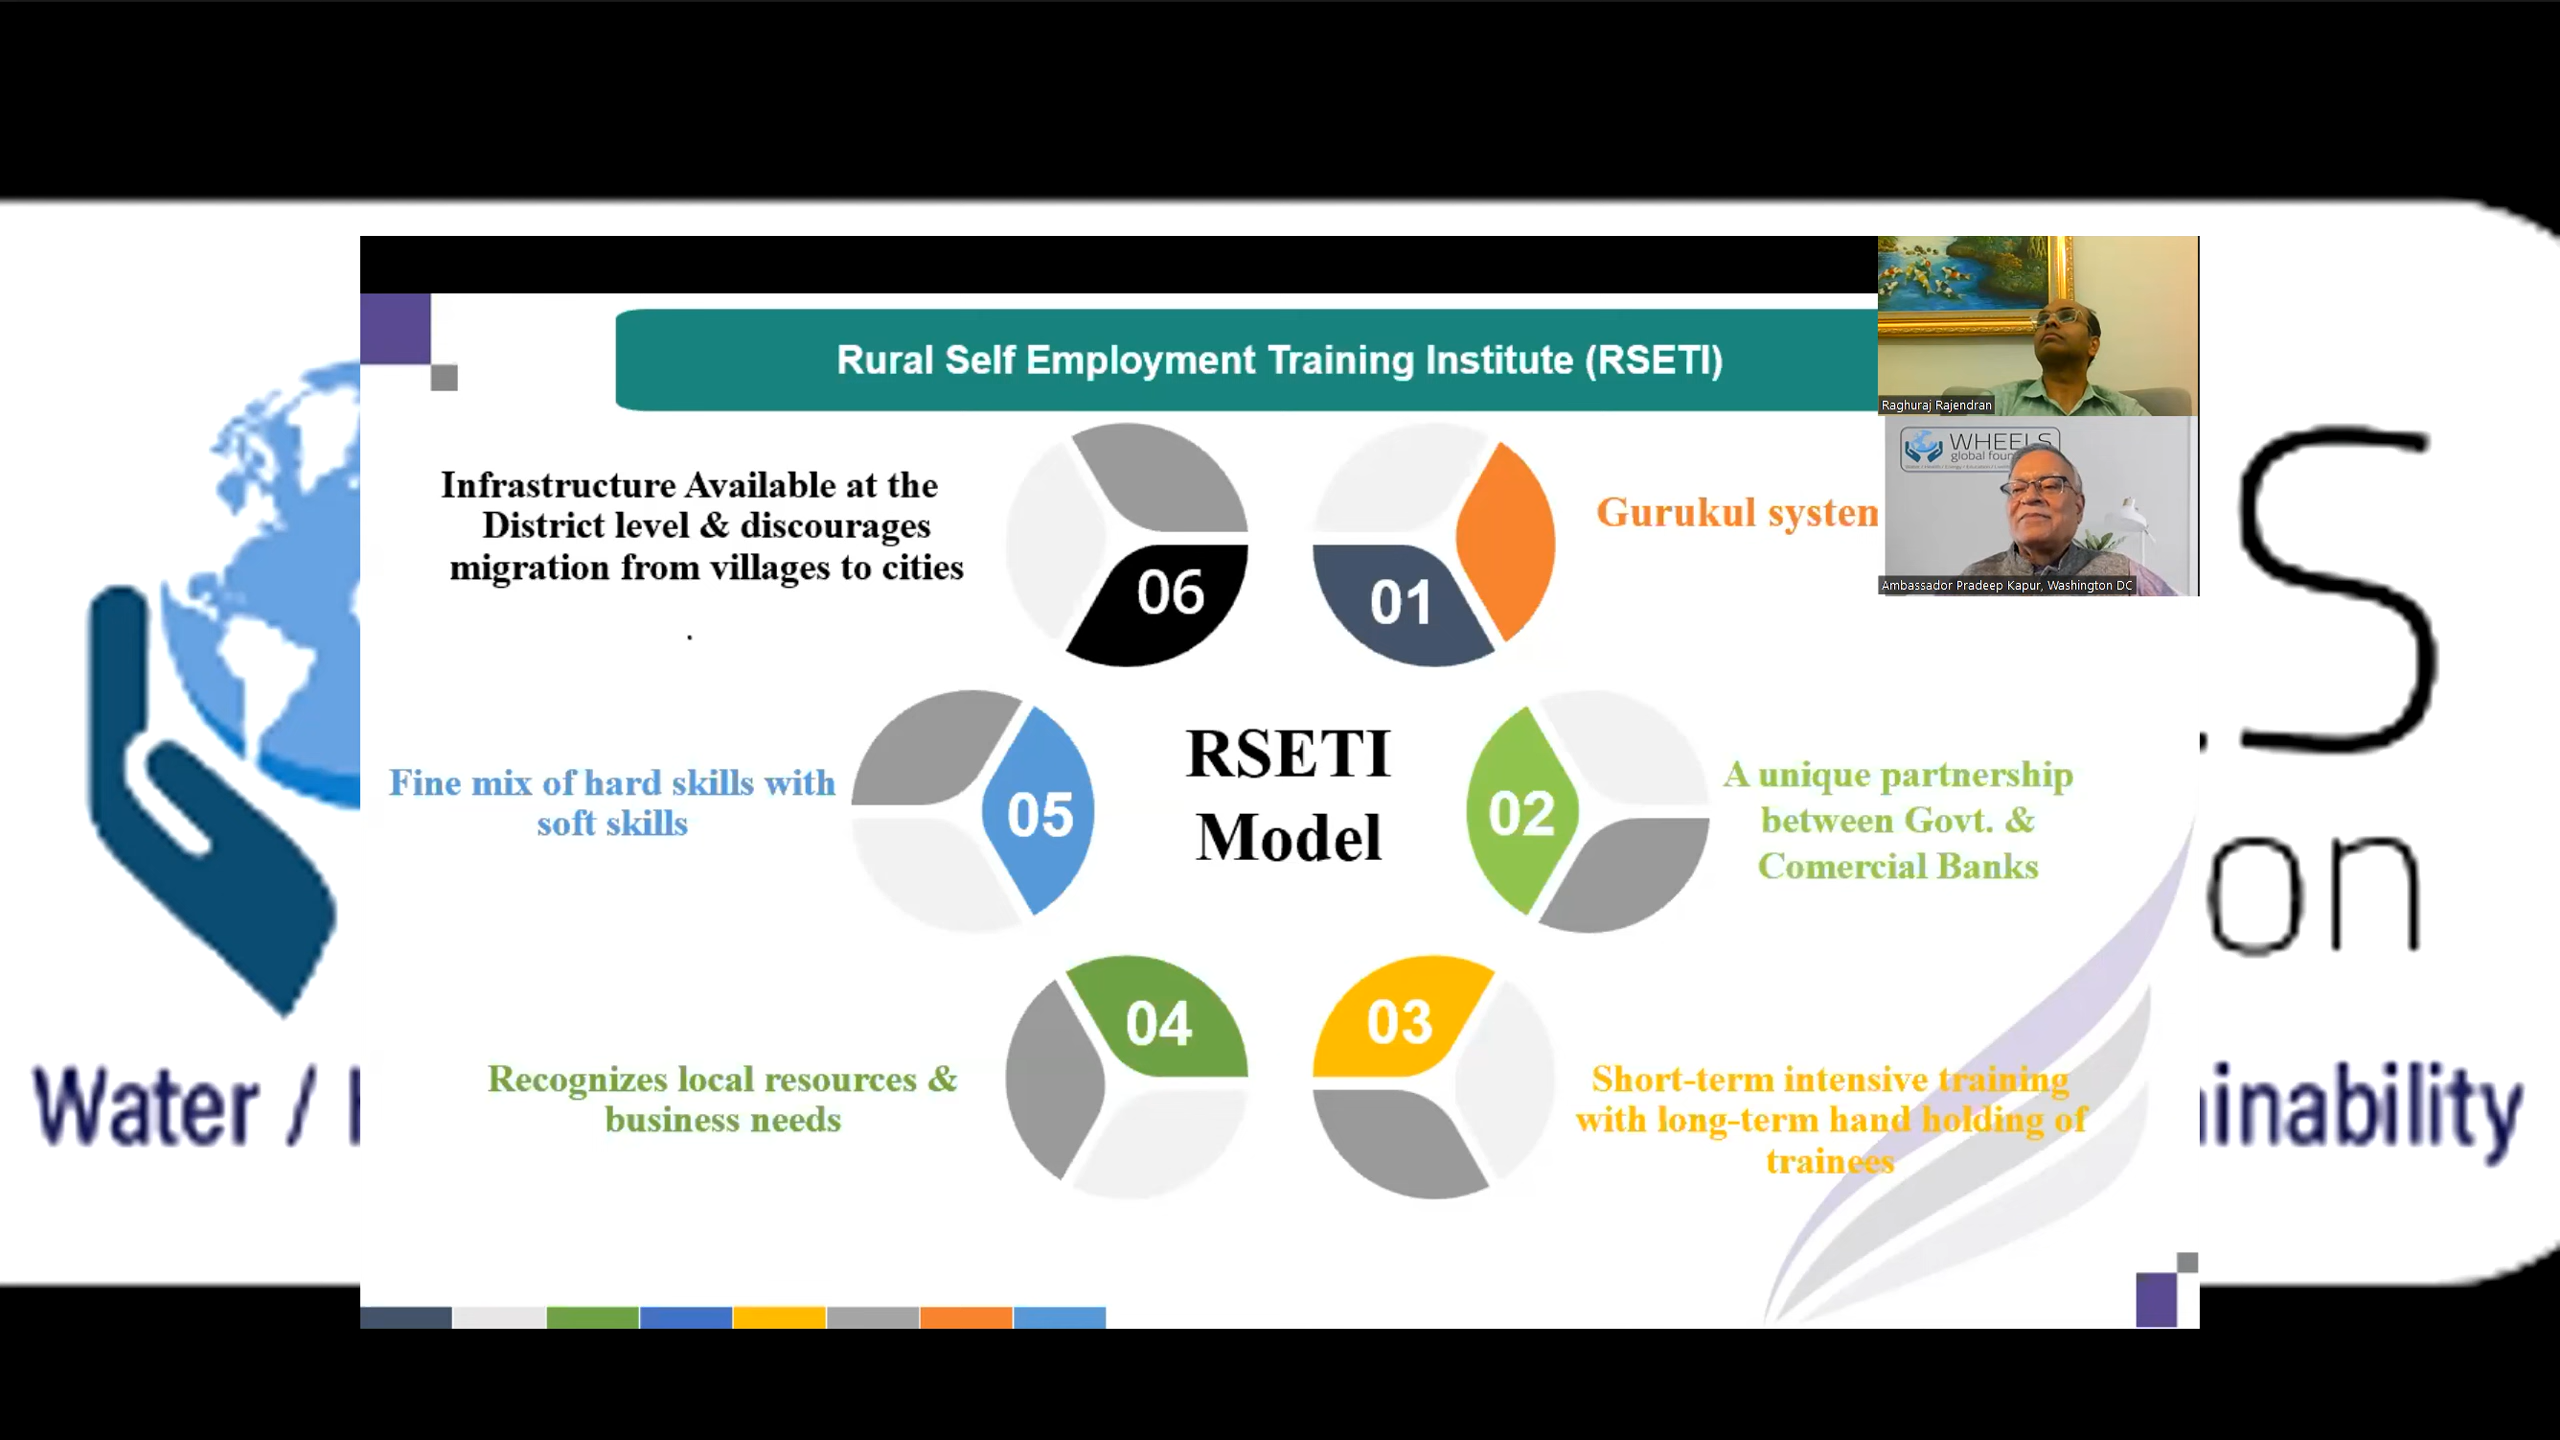 Rural Self Employment Training Institute (RSETI)
Raghuraj Rajendran
WHEELS
Ambassador Pradeep Kapur, Washington DC
Infrastructure Available at the
District level & discourages
migration from villages to cities
.
06
01
Gurukul
Fine mix of hard skills with
soft skills
05
RSETI
Model
02
A unique partnership
between Govt. &
Comercial Banks
04
03
Recognizes local resources &
business needs
Short-term intensive training
with long-term hand holding of
trainees
S
on
Water /
inability